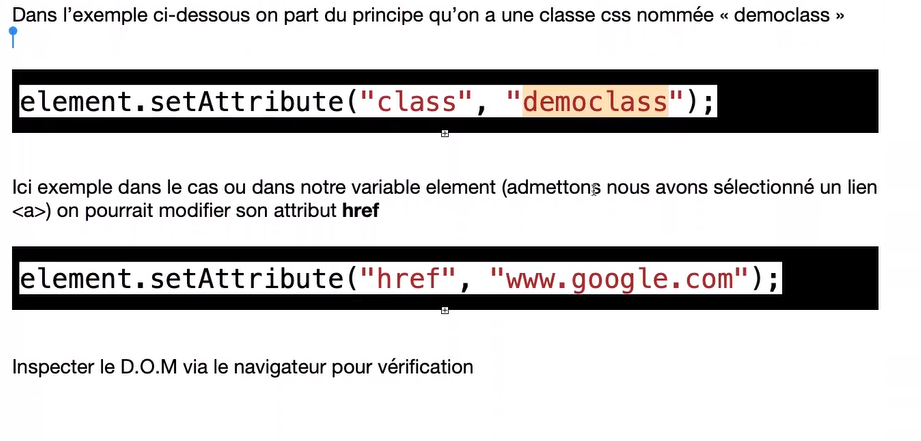 Dans l’exemple ci-dessous on part du principe qu’on a une classe css nommée « democlass »
element.setAttribute("class", "democlass");
Ici exemple dans le cas ou dans notre variable element (admettons nous avons sélectionné un lien
<a>) on pourrait modifier son attribut href
element.setAttribute("href", "www.google.com");
Inspecter le D.O.M via le navigateur pour vérification